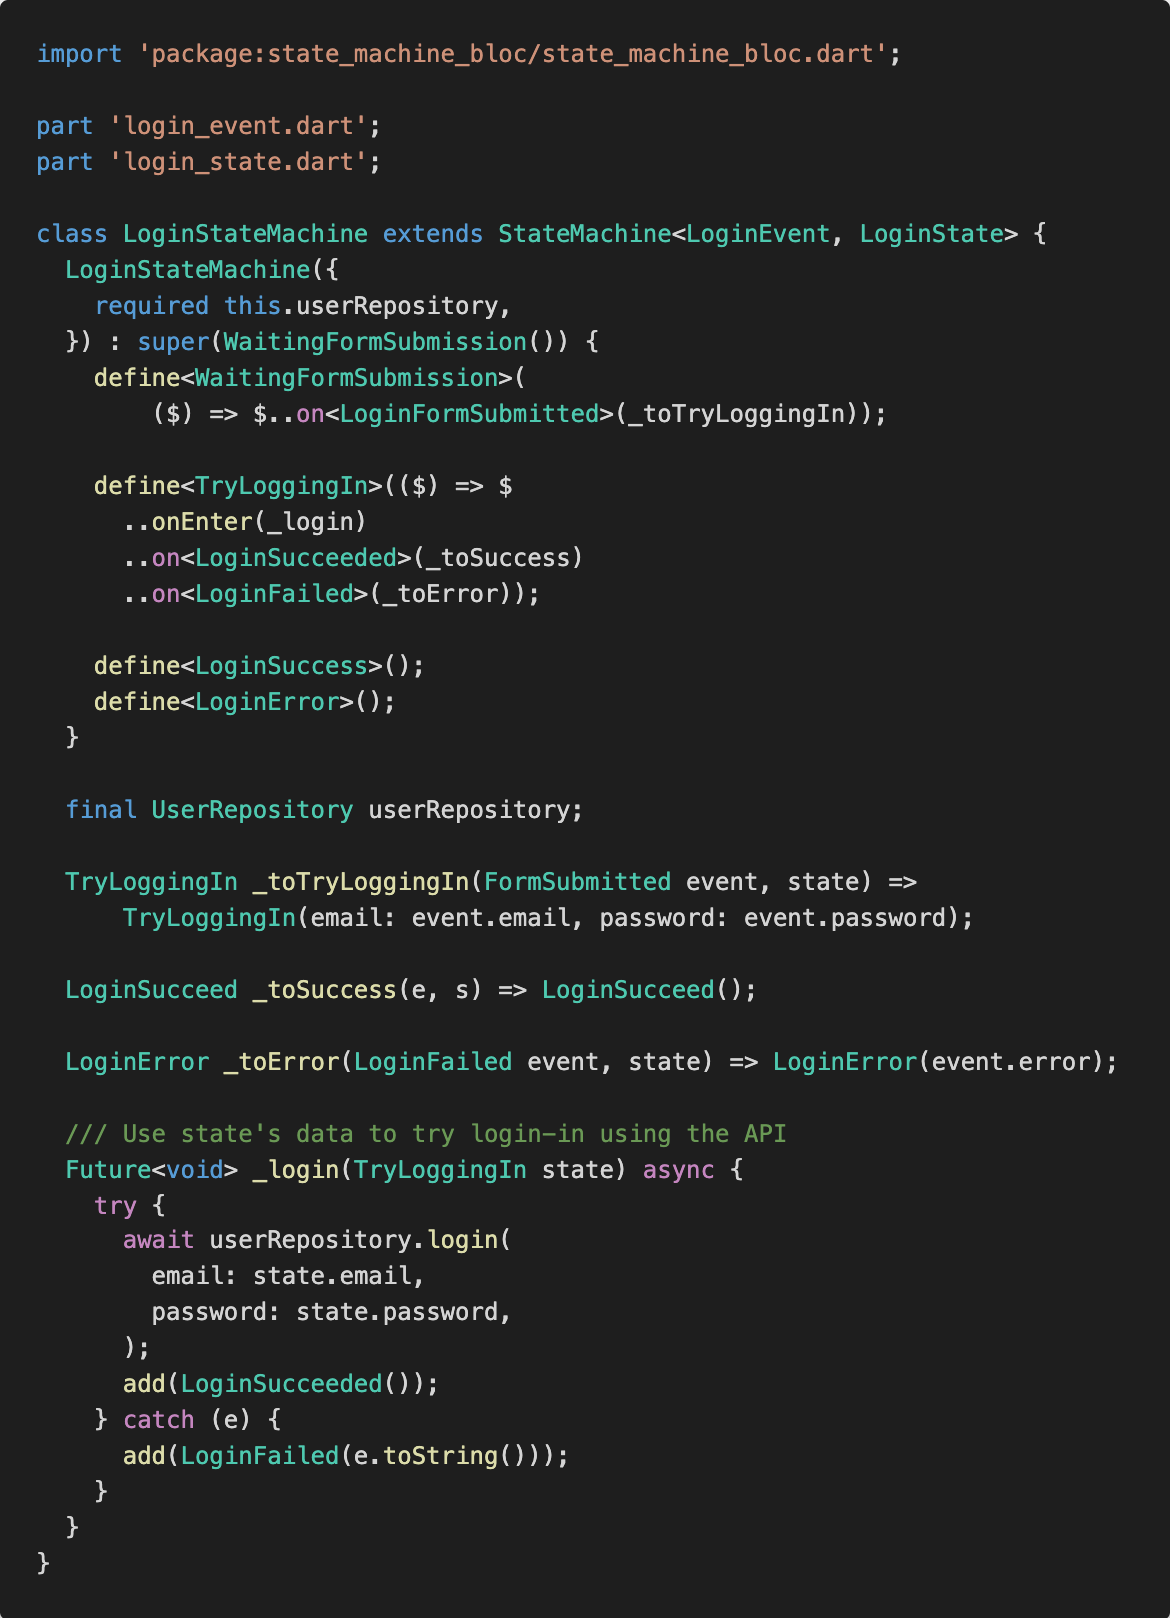 import 'package:state_machine_bloc/state_machine_bloc.dart';

part 'login_event.dart';
part 'login_state.dart';

class LoginStateMachine extends StateMachine<LoginEvent, LoginState> {
  LoginStateMachine({
    required this.userRepository,
  }) : super(WaitingFormSubmission()) {
    define<WaitingFormSubmission>(
        ($) => $..on<LoginFormSubmitted>(_toTryLoggingIn));

    define<TryLoggingIn>(($) => $
      ..onEnter(_login)
      ..on<LoginSucceeded>(_toSuccess)
      ..on<LoginFailed>(_toError));

    define<LoginSuccess>();
    define<LoginError>();
  }

  final UserRepository userRepository;

  TryLoggingIn _toTryLoggingIn(FormSubmitted event, state) =>
      TryLoggingIn(email: event.email, password: event.password);

  LoginSucceed _toSuccess(e, s) => LoginSucceed();

  LoginError _toError(LoginFailed event, state) => LoginError(event.error);

  /// Use state's data to try login-in using the API
  Future<void> _login(TryLoggingIn state) async {
    try {
      await userRepository.login(
        email: state.email,
        password: state.password,
      );
      add(LoginSucceeded());
    } catch (e) {
      add(LoginFailed(e.toString()));
    }
  }
}